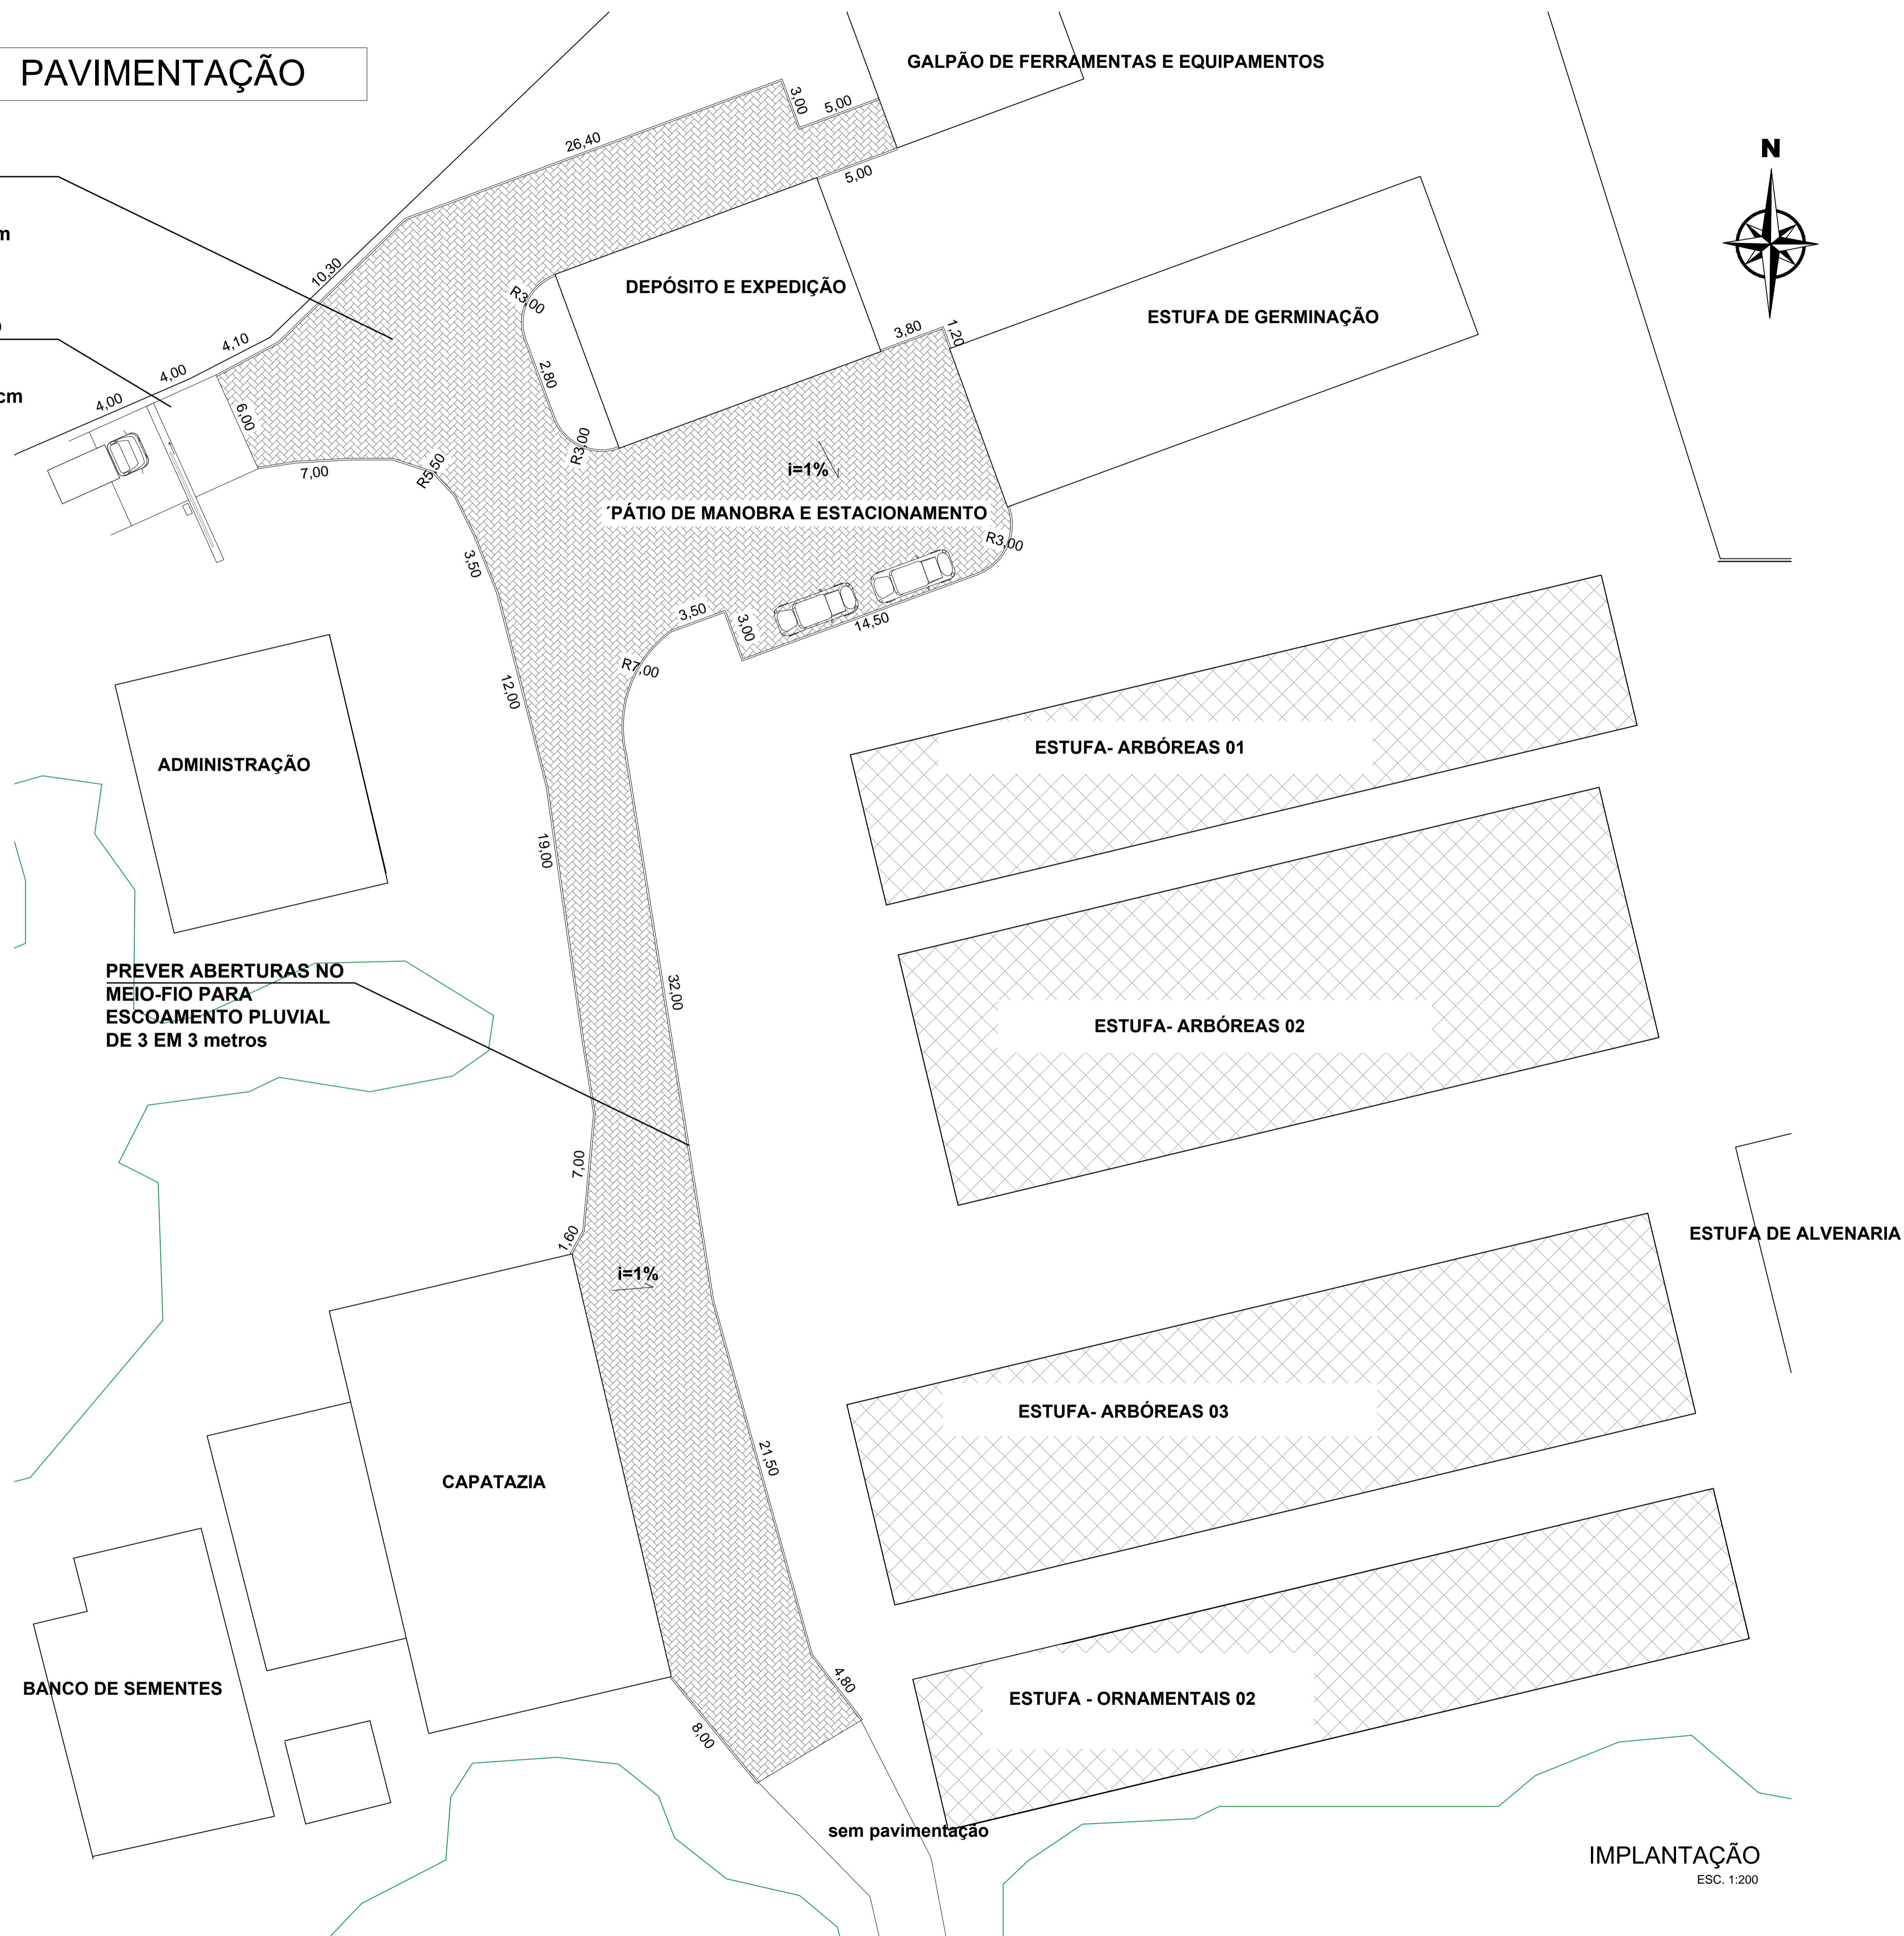 PAVIMENTAÇÃO
GALPÃO DE FERRAMENTAS E EQUIPAMENTOS
3,00
5,00
26,40
5,00
N
m
10,30
R3,00
DEPÓSITO E EXPEDIÇÃO
ESTUFA DE GERMINAÇÃO
3,80
1,20
4,10
4,00
4,00
2,80
cm
6,00
R3,00
7,00
R5,50
i=1%
´PÁTIO DE MANOBRA E ESTACIONAMENTO
R3,00
3,50
3,50
3,00
14,50
R7,00
12,00
ADMINISTRAÇÃO
ESTUFA- ARBÓREAS 01
19,00
PREVER ABERTURAS NO
MEIO-FIO PARA
ESCOAMENTO PLUVIAL
DE 3 EM 3 metros
32,00
ESTUFA- ARBÓREAS 02
7,00
1,60
ESTUFA DE ALVENARIA
i=1%
ESTUFA- ARBÓREAS 03
21,50
CAPATAZIA
4,80
BANCO DE SEMENTES
ESTUFA - ORNAMENTAIS 02
8,00
sem pavimentação
IMPLANTAÇÃO
ESC. 1:200